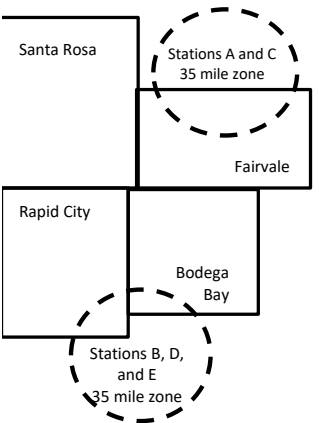 Santa Rosa
Stations A and C
35 mile zone
Fairvale
Rapid City
Bodega
Bay
Stations B, D,
and E
35 mile zone